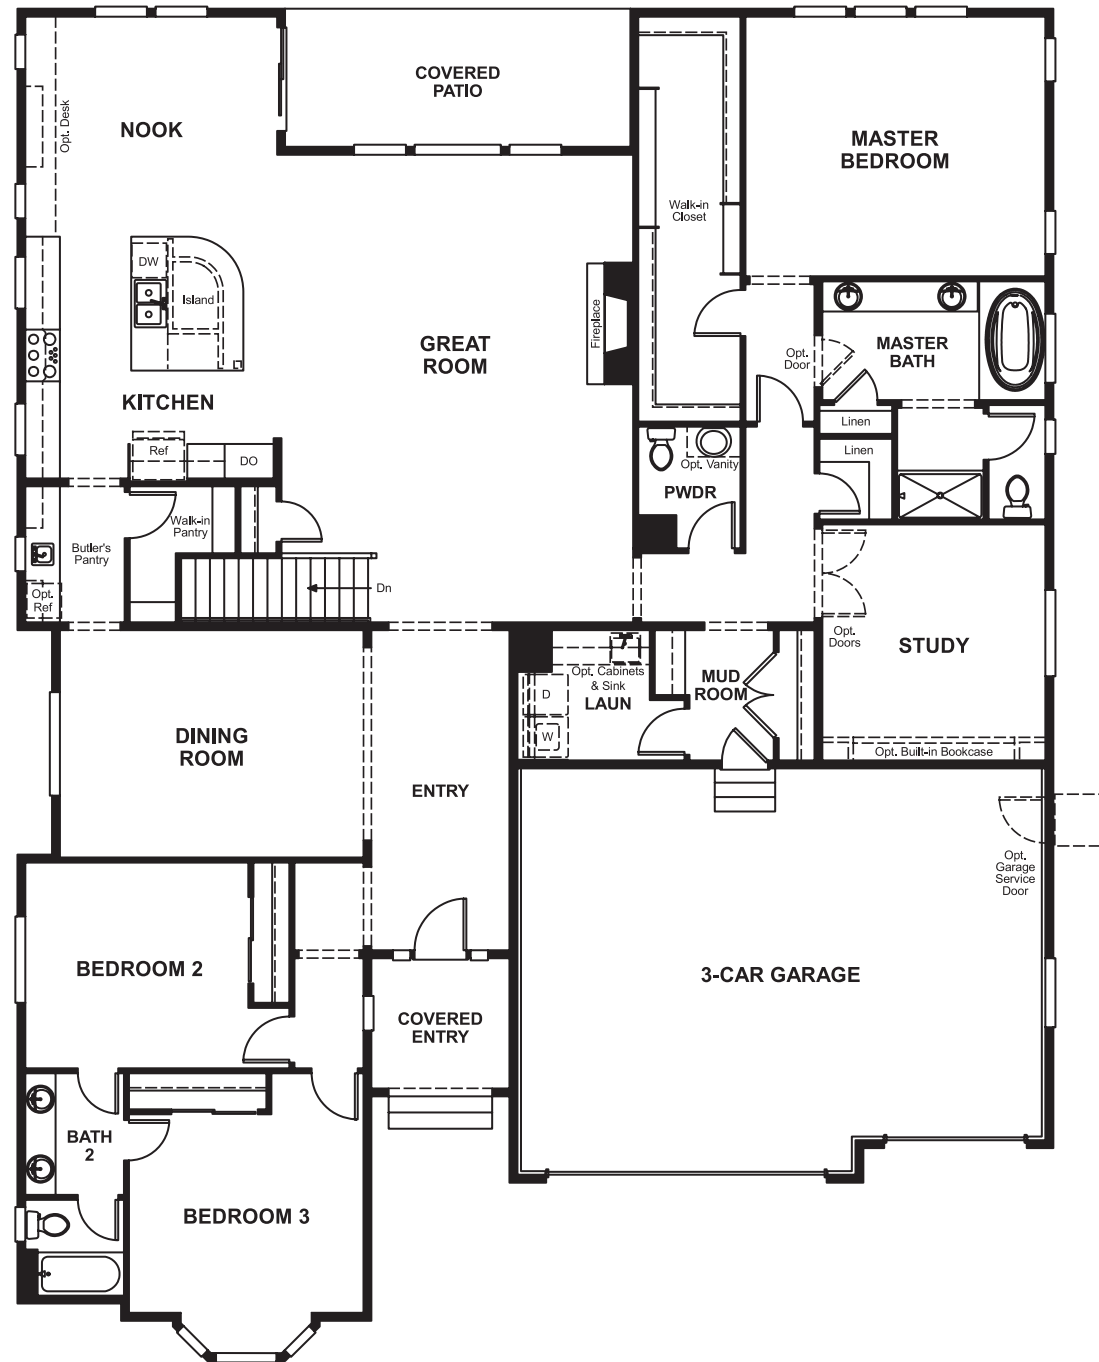 COVERED
PATIO
NOOK
Opt. Desk
MASTER
BEDROOM
Walk-in
Closet
DW
Island
Fireplace
GREAT
ROOM
Opt.
Door
MASTER
BATH
KITCHEN
Linen
Ref
DO
Linen
Opt. Vanity
PWDR
Walk-in
Pantry
Butler's
Pantry
Opt.
Ref
Dn
Opt.
Doors
STUDY
Opt. Cabinets
& Sink
LAUN
D
W
MUD
ROOM
DINING
ROOM
Opt. Built-in Bookcase
ENTRY
Opt.
Garage
Service
Door
BEDROOM 2
3-CAR GARAGE
COVERED
ENTRY
BATH
2
BEDROOM 3